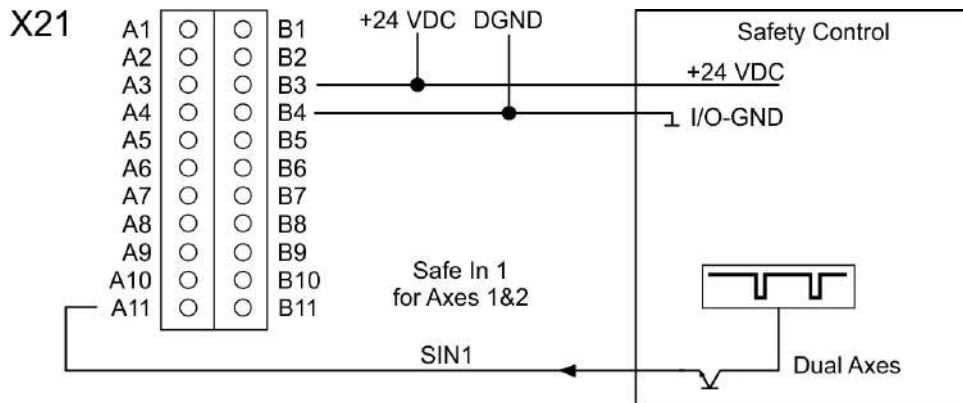 X21
+24 VDC DGND
Safety Control
A1 B1
A2 B2
A3 B3
+24 VDC
A4 B4
I/O-GND
A5 B5
A6 B6
A7 B7
A8 B8
A9 B9
A10 B10
A11 B11
Safe In 1
for Axes 1&2
SIN1
Dual Axes